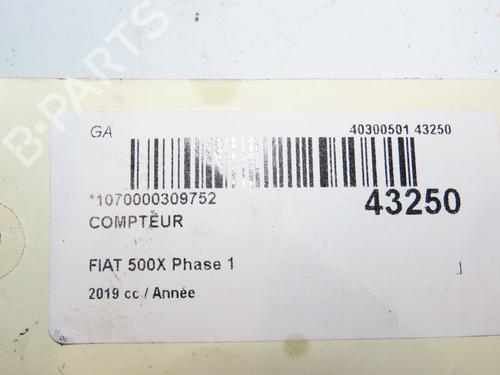 B-PARTS
GA
40300501 43250
*1070000309752
43250
COMPTEUR
FIAT 500X Phase 1
2019 cc / Année